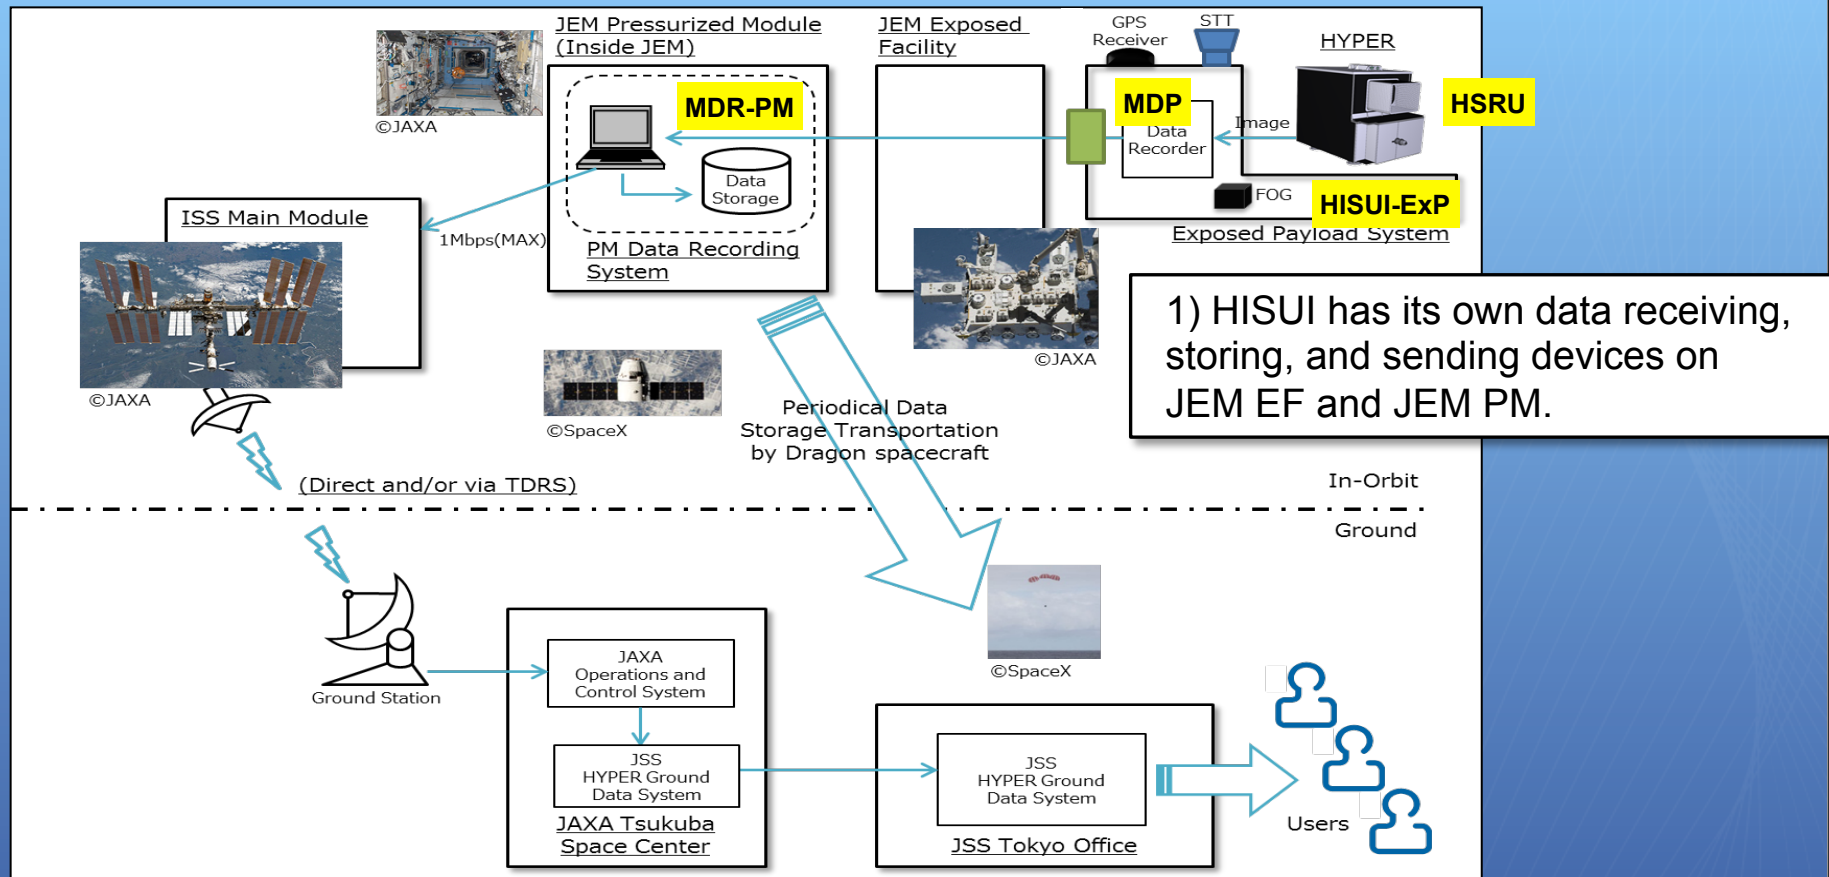 JEM Pressurized Module
(Inside JEM)
JEM Exposed
Facility
GPS
Receiver
STT
HYPER
©JAXA
MDR-PM
MDP
HSRU
Image
Data
Recorder
Data
Storage
FOG
HISUI-ExP
ISS Main Module
1Mbps(MAX)
PM Data Recording
System
Exposed Payload System
©JAXA
©JAXA
©SpaceX
1) HISUI has its own data receiving,
storing, and sending devices on
JEM EF and JEM PM.
Periodical Data
Storage Transportation
by Dragon spacecraft
(Direct and/or via TDRS)
In-Orbit
Ground
©SpaceX
Ground Station
JAXA
Operations and
Control System
JSS
HYPER Ground
Data System
JAXA Tsukuba
Space Center
JSS
HYPER Ground
Data System
JSS Tokyo Office
Users